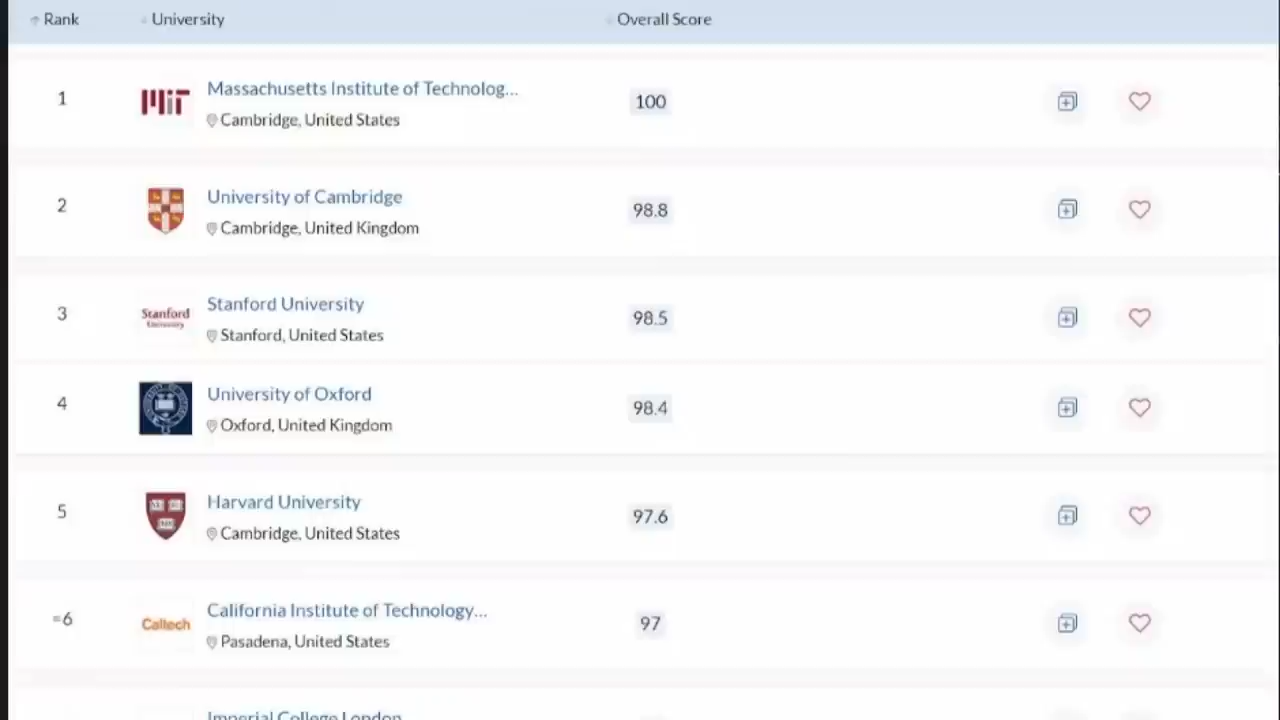 Rank University Overall Score
1 MiT Massachusetts Institute of Technolog... 100
Cambridge, United States
2 University of Cambridge 98.8
Cambridge, United Kingdom
3 Stanford University Stanford University 98.5
Stanford, United States
4 University of Oxford 98.4
Oxford, United Kingdom
5 Harvard University 97.6
Cambridge, United States
=6 Caltech California Institute of Technology... 97
Pasadena, United States
Imperial College London